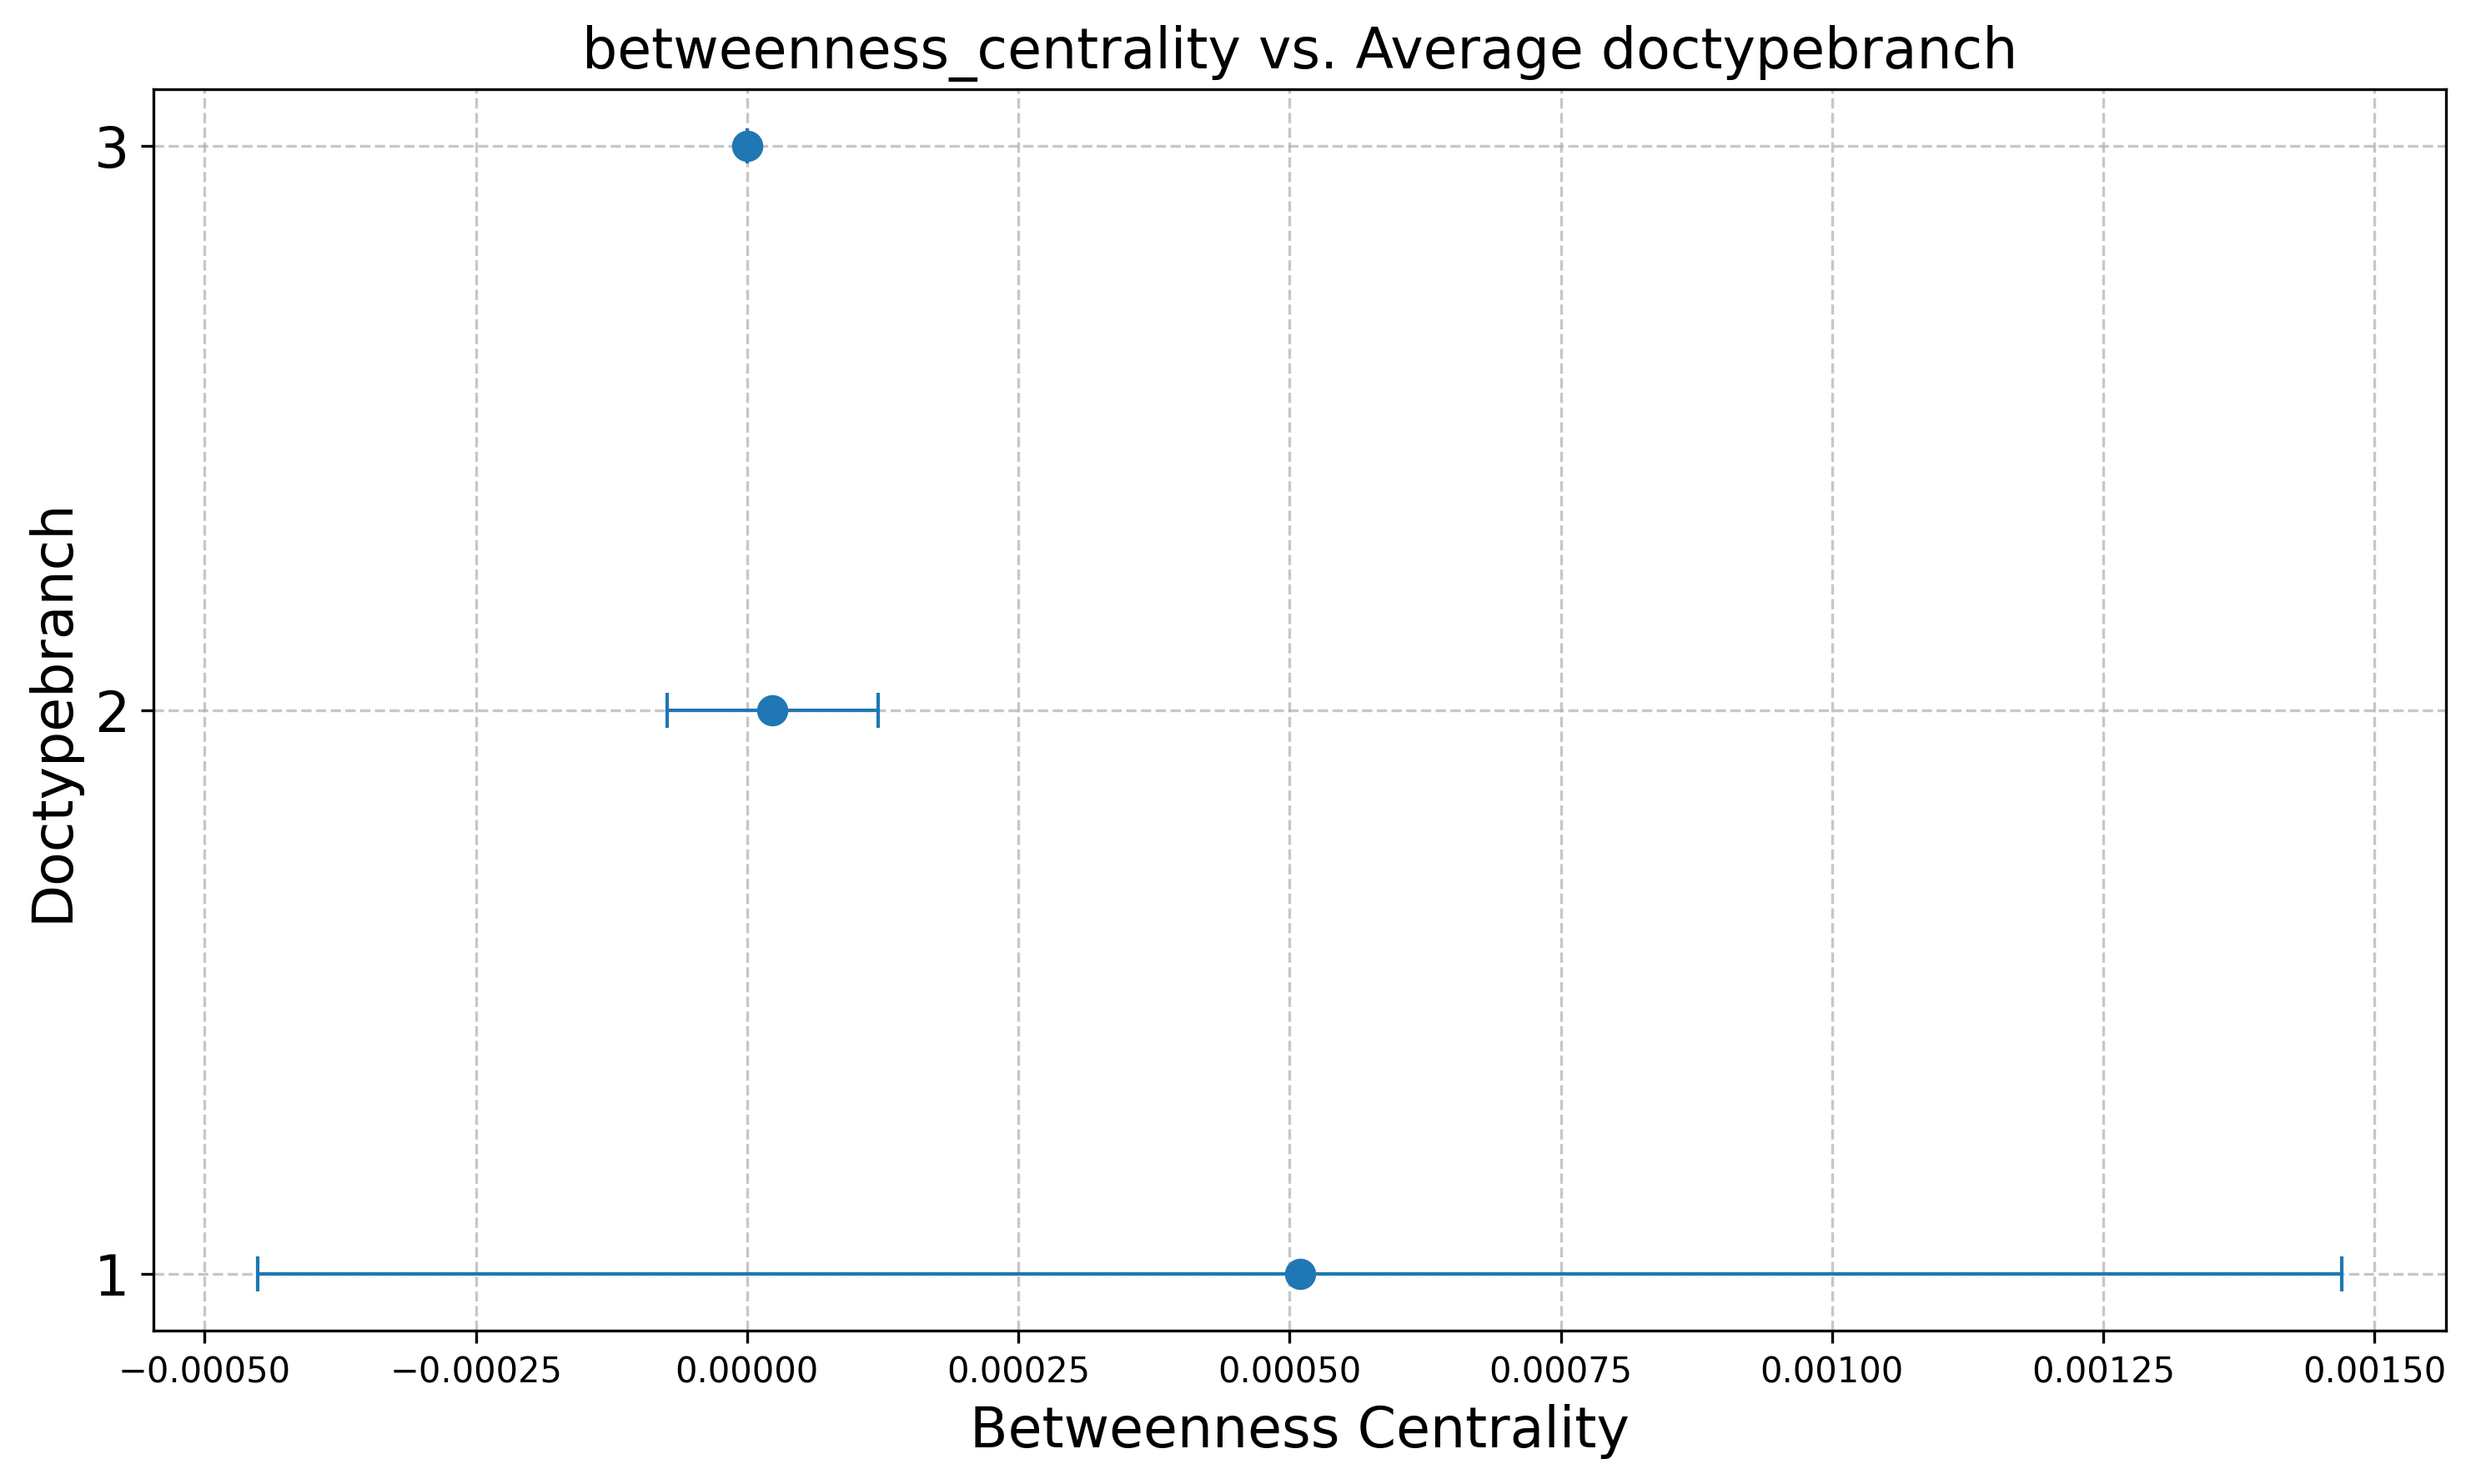 betweenness_centrality vs. Average doctypebranch
3
2
1
Doctypebranch
−0.00050 −0.00025 0.00000 0.00025 0.00050 0.00075 0.00100 0.00125 0.00150
Betweenness Centrality